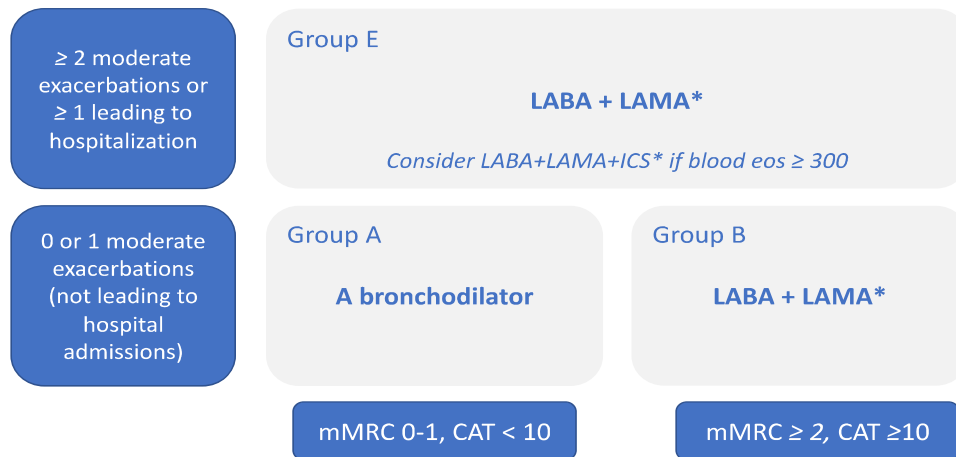 ≥ 2 moderate
exacerbations or
≥ 1 leading to
hospitalization
Group E
LABA + LAMA*
Consider LABA+LAMA+ICS* if blood eos ≥ 300
0 or 1 moderate
exacerbations
(not leading to
hospital
admissions)
Group A
A bronchodilator
Group B
LABA + LAMA*
mMRC 0-1, CAT < 10
mMRC ≥ 2, CAT ≥10